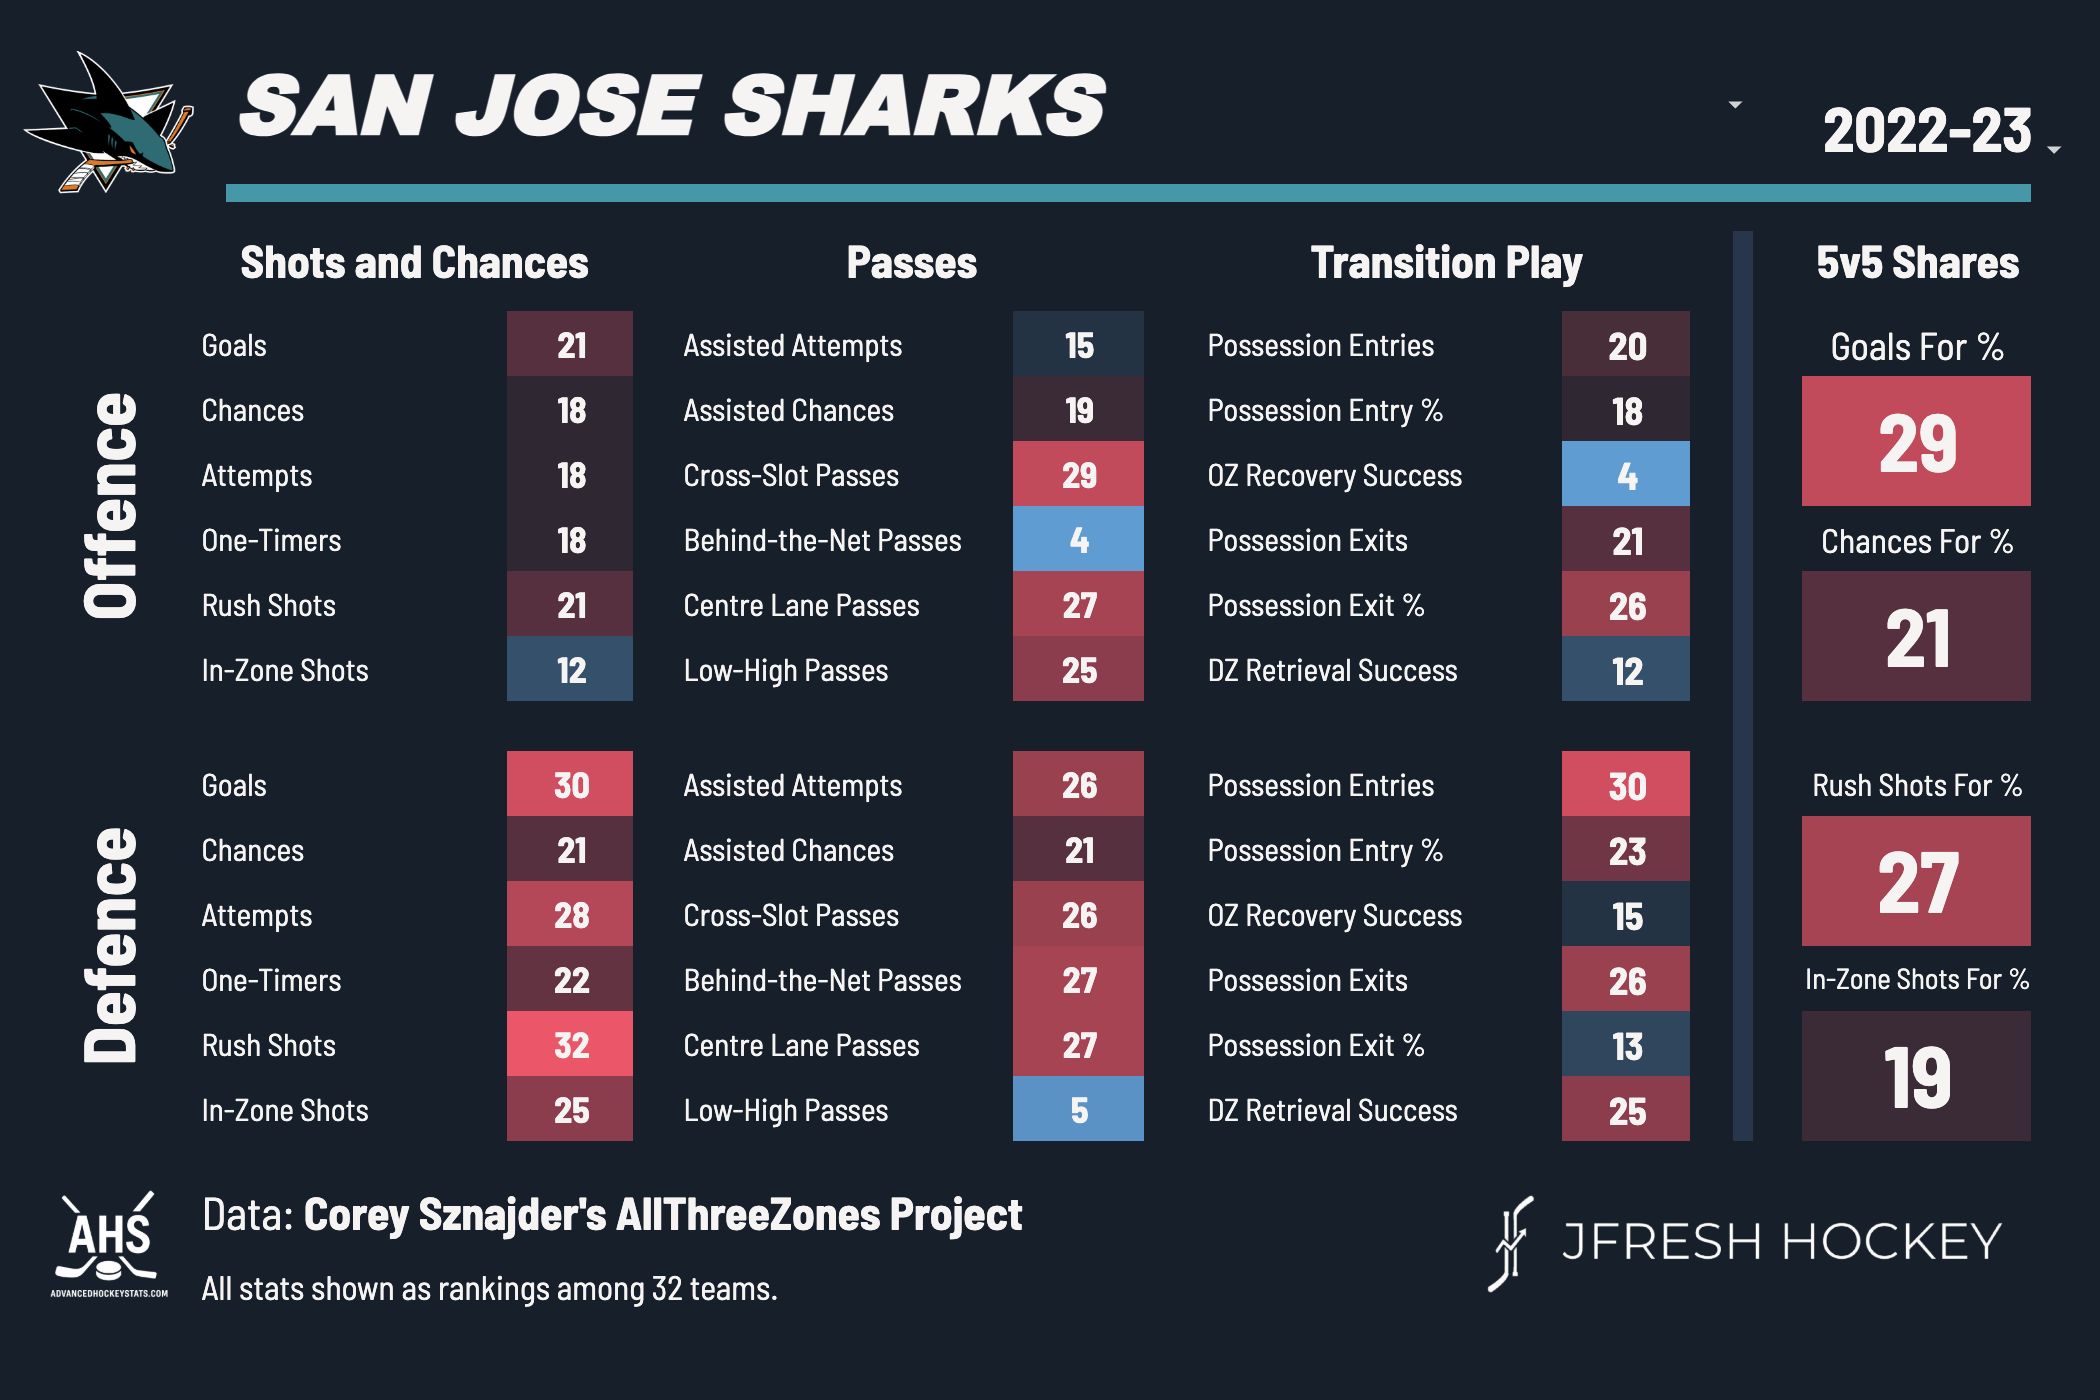 SAN JOSE SHARKS
2022-23
Shots and Chances Passes Transition Play 5v5 Shares
Offence
Goals 21 Assisted Attempts 15 Possession Entries 20 Goals For %
Chances 18 Assisted Chances 19 Possession Entry % 18
Attempts 18 Cross-Slot Passes 29 OZ Recovery Success 4 29
One-Timers 18 Behind-the-Net Passes 4 Possession Exits 21 Chances For %
Rush Shots 21 Centre Lane Passes 27 Possession Exit % 26
In-Zone Shots 12 Low-High Passes 25 DZ Retrieval Success 12 21
Defence
Goals 30 Assisted Attempts 26 Possession Entries 30 Rush Shots For %
Chances 21 Assisted Chances 21 Possession Entry % 23
Attempts 28 Cross-Slot Passes 26 OZ Recovery Success 15 27
One-Timers 22 Behind-the-Net Passes 27 Possession Exits 26 In-Zone Shots For %
Rush Shots 32 Centre Lane Passes 27 Possession Exit % 13
In-Zone Shots 25 Low-High Passes 5 DZ Retrieval Success 25 19
AHS
ADVANCEDHOCKEYSTATS.COM
Data: Corey Sznajder's AllThreeZones Project
All stats shown as rankings among 32 teams.
JFRESH HOCKEY